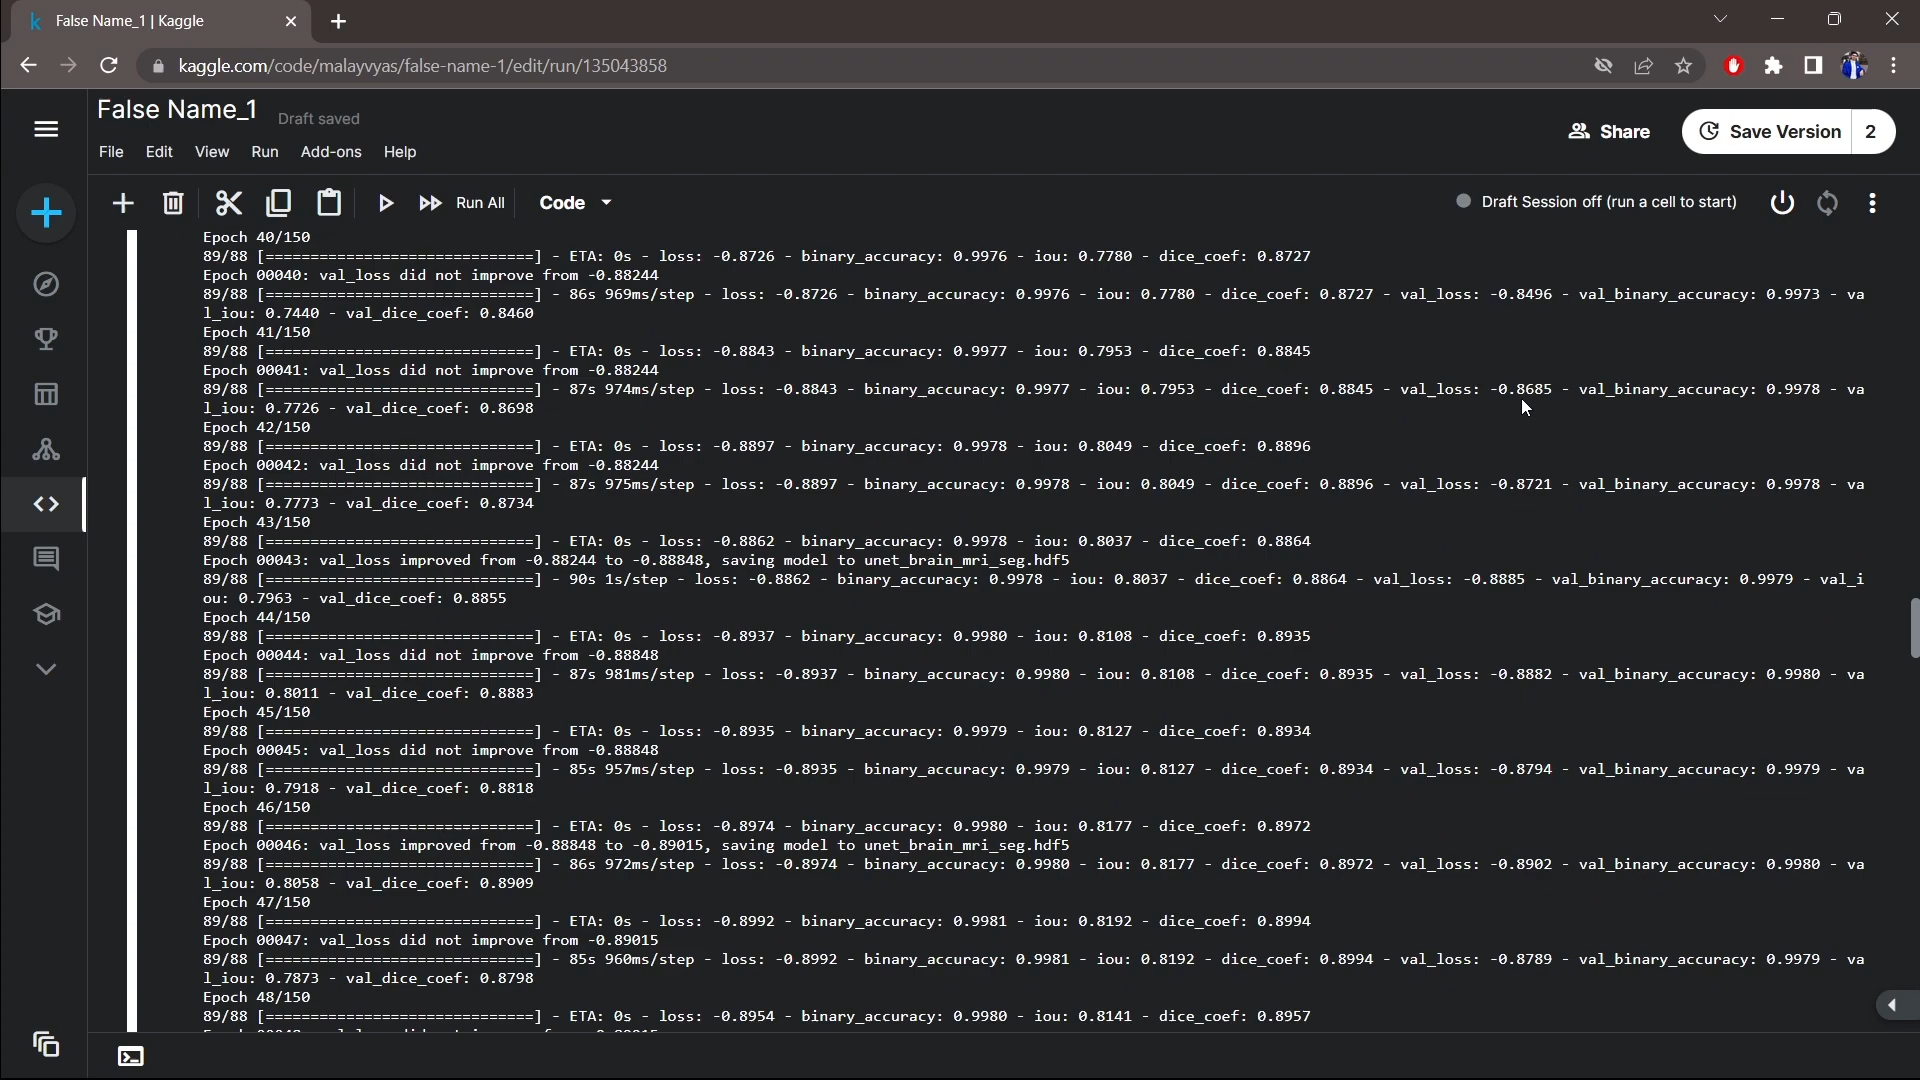 False Name_1 | Kaggle
kaggle.com/code/malayvyas/false-name-1/edit/run/135043858
False Name_1
Draft saved
File Edit View Run Add-ons Help
Share
Save Version 2
Run All
Code
Draft Session off (run a cell to start)
Epoch 40/150
89/88 [==============================] - ETA: 0s - loss: -0.8726 - binary_accuracy: 0.9976 - iou: 0.7780 - dice_coef: 0.8727
Epoch 00040: val_loss did not improve from -0.88244
89/88 [==============================] - 86s 969ms/step - loss: -0.8726 - binary_accuracy: 0.9976 - iou: 0.7780 - dice_coef: 0.8727 - val_loss: -0.8496 - val_binary_accuracy: 0.9973 - va
l_iou: 0.7440 - val_dice_coef: 0.8460
Epoch 41/150
89/88 [==============================] - ETA: 0s - loss: -0.8843 - binary_accuracy: 0.9977 - iou: 0.7953 - dice_coef: 0.8845
Epoch 00041: val_loss did not improve from -0.88244
89/88 [==============================] - 87s 974ms/step - loss: -0.8843 - binary_accuracy: 0.9977 - iou: 0.7953 - dice_coef: 0.8845 - val_loss: -0.8685 - val_binary_accuracy: 0.9978 - va
l_iou: 0.7726 - val_dice_coef: 0.8698
Epoch 42/150
89/88 [==============================] - ETA: 0s - loss: -0.8897 - binary_accuracy: 0.9978 - iou: 0.8049 - dice_coef: 0.8896
Epoch 00042: val_loss did not improve from -0.88244
89/88 [==============================] - 87s 975ms/step - loss: -0.8897 - binary_accuracy: 0.9978 - iou: 0.8049 - dice_coef: 0.8896 - val_loss: -0.8721 - val_binary_accuracy: 0.9978 - va
l_iou: 0.7773 - val_dice_coef: 0.8734
Epoch 43/150
89/88 [==============================] - ETA: 0s - loss: -0.8862 - binary_accuracy: 0.9978 - iou: 0.8037 - dice_coef: 0.8864
Epoch 00043: val_loss improved from -0.88244 to -0.88848, saving model to unet_brain_mri_seg.hdf5
89/88 [==============================] - 90s 1s/step - loss: -0.8862 - binary_accuracy: 0.9978 - iou: 0.8037 - dice_coef: 0.8864 - val_loss: -0.8885 - val_binary_accuracy: 0.9979 - val_i
ou: 0.7963 - val_dice_coef: 0.8855
Epoch 44/150
89/88 [==============================] - ETA: 0s - loss: -0.8937 - binary_accuracy: 0.9980 - iou: 0.8108 - dice_coef: 0.8935
Epoch 00044: val_loss did not improve from -0.88848
89/88 [==============================] - 87s 981ms/step - loss: -0.8937 - binary_accuracy: 0.9980 - iou: 0.8108 - dice_coef: 0.8935 - val_loss: -0.8882 - val_binary_accuracy: 0.9980 - va
l_iou: 0.8011 - val_dice_coef: 0.8883
Epoch 45/150
89/88 [==============================] - ETA: 0s - loss: -0.8935 - binary_accuracy: 0.9979 - iou: 0.8127 - dice_coef: 0.8934
Epoch 00045: val_loss did not improve from -0.88848
89/88 [==============================] - 85s 957ms/step - loss: -0.8935 - binary_accuracy: 0.9979 - iou: 0.8127 - dice_coef: 0.8934 - val_loss: -0.8794 - val_binary_accuracy: 0.9979 - va
l_iou: 0.7918 - val_dice_coef: 0.8818
Epoch 46/150
89/88 [==============================] - ETA: 0s - loss: -0.8974 - binary_accuracy: 0.9980 - iou: 0.8177 - dice_coef: 0.8972
Epoch 00046: val_loss improved from -0.88848 to -0.89015, saving model to unet_brain_mri_seg.hdf5
89/88 [==============================] - 86s 972ms/step - loss: -0.8974 - binary_accuracy: 0.9980 - iou: 0.8177 - dice_coef: 0.8972 - val_loss: -0.8902 - val_binary_accuracy: 0.9980 - va
l_iou: 0.8058 - val_dice_coef: 0.8909
Epoch 47/150
89/88 [==============================] - ETA: 0s - loss: -0.8992 - binary_accuracy: 0.9981 - iou: 0.8192 - dice_coef: 0.8994
Epoch 00047: val_loss did not improve from -0.89015
89/88 [==============================] - 85s 960ms/step - loss: -0.8992 - binary_accuracy: 0.9981 - iou: 0.8192 - dice_coef: 0.8994 - val_loss: -0.8789 - val_binary_accuracy: 0.9979 - va
l_iou: 0.7873 - val_dice_coef: 0.8798
Epoch 48/150
89/88 [==============================] - ETA: 0s - loss: -0.8954 - binary_accuracy: 0.9980 - iou: 0.8141 - dice_coef: 0.8957